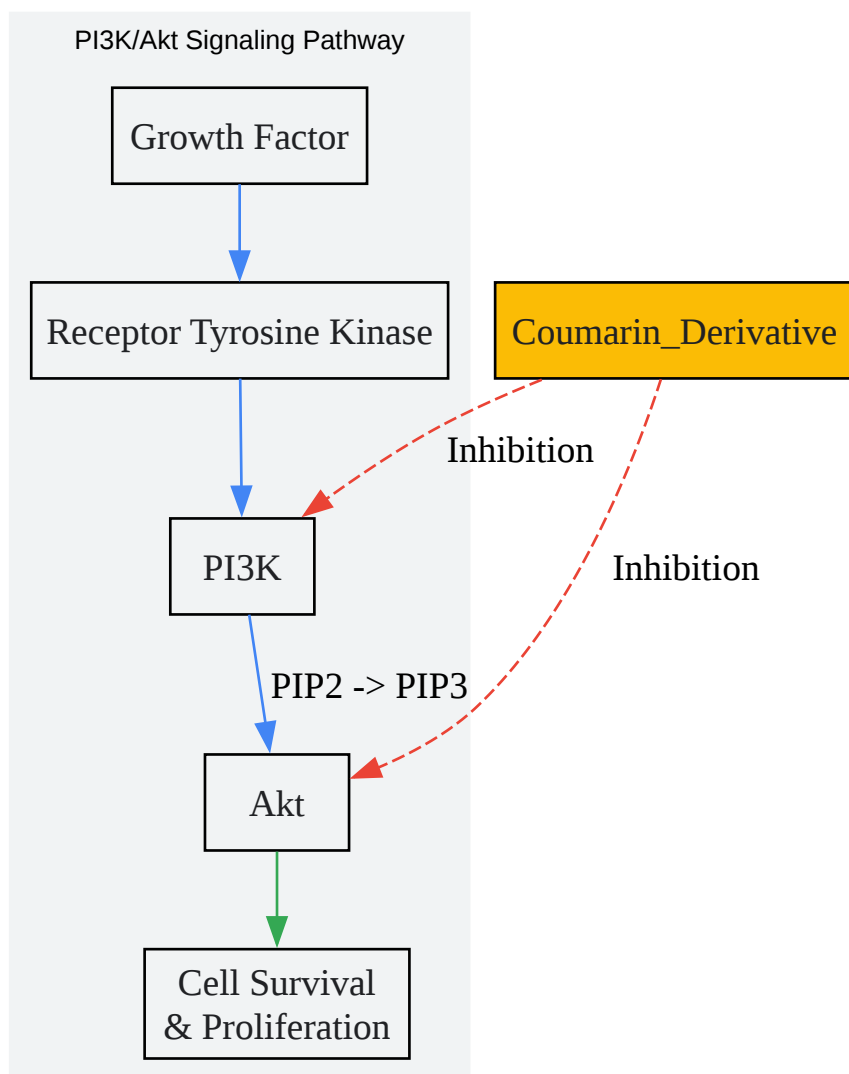 PI3K/Akt Signaling Pathway
Growth Factor
Receptor Tyrosine Kinase
Coumarin_Derivative
Inhibition
PI3K
Inhibition
PIP2 -> PIP3
Akt
Cell Survival
& Proliferation